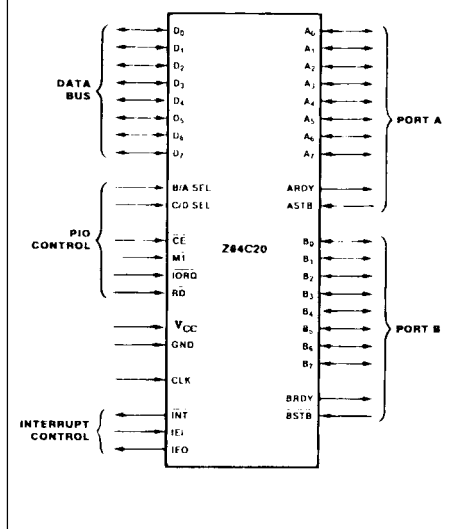 D0
D1
D2
D3
D4
D5
D6
D7
DATA
BUS
B/A SEL
C/D SEL
CE
M1
IORQ
RD
PIO
CONTROL
VCC
GND
CLK
INT
IEI
IEO
INTERRUPT
CONTROL
Z84C20
A0
A1
A2
A3
A4
A5
A6
A7
ARDY
ASTB
PORT A
B0
B1
B2
B3
B4
B5
B6
B7
BRDY
BSTB
PORT B